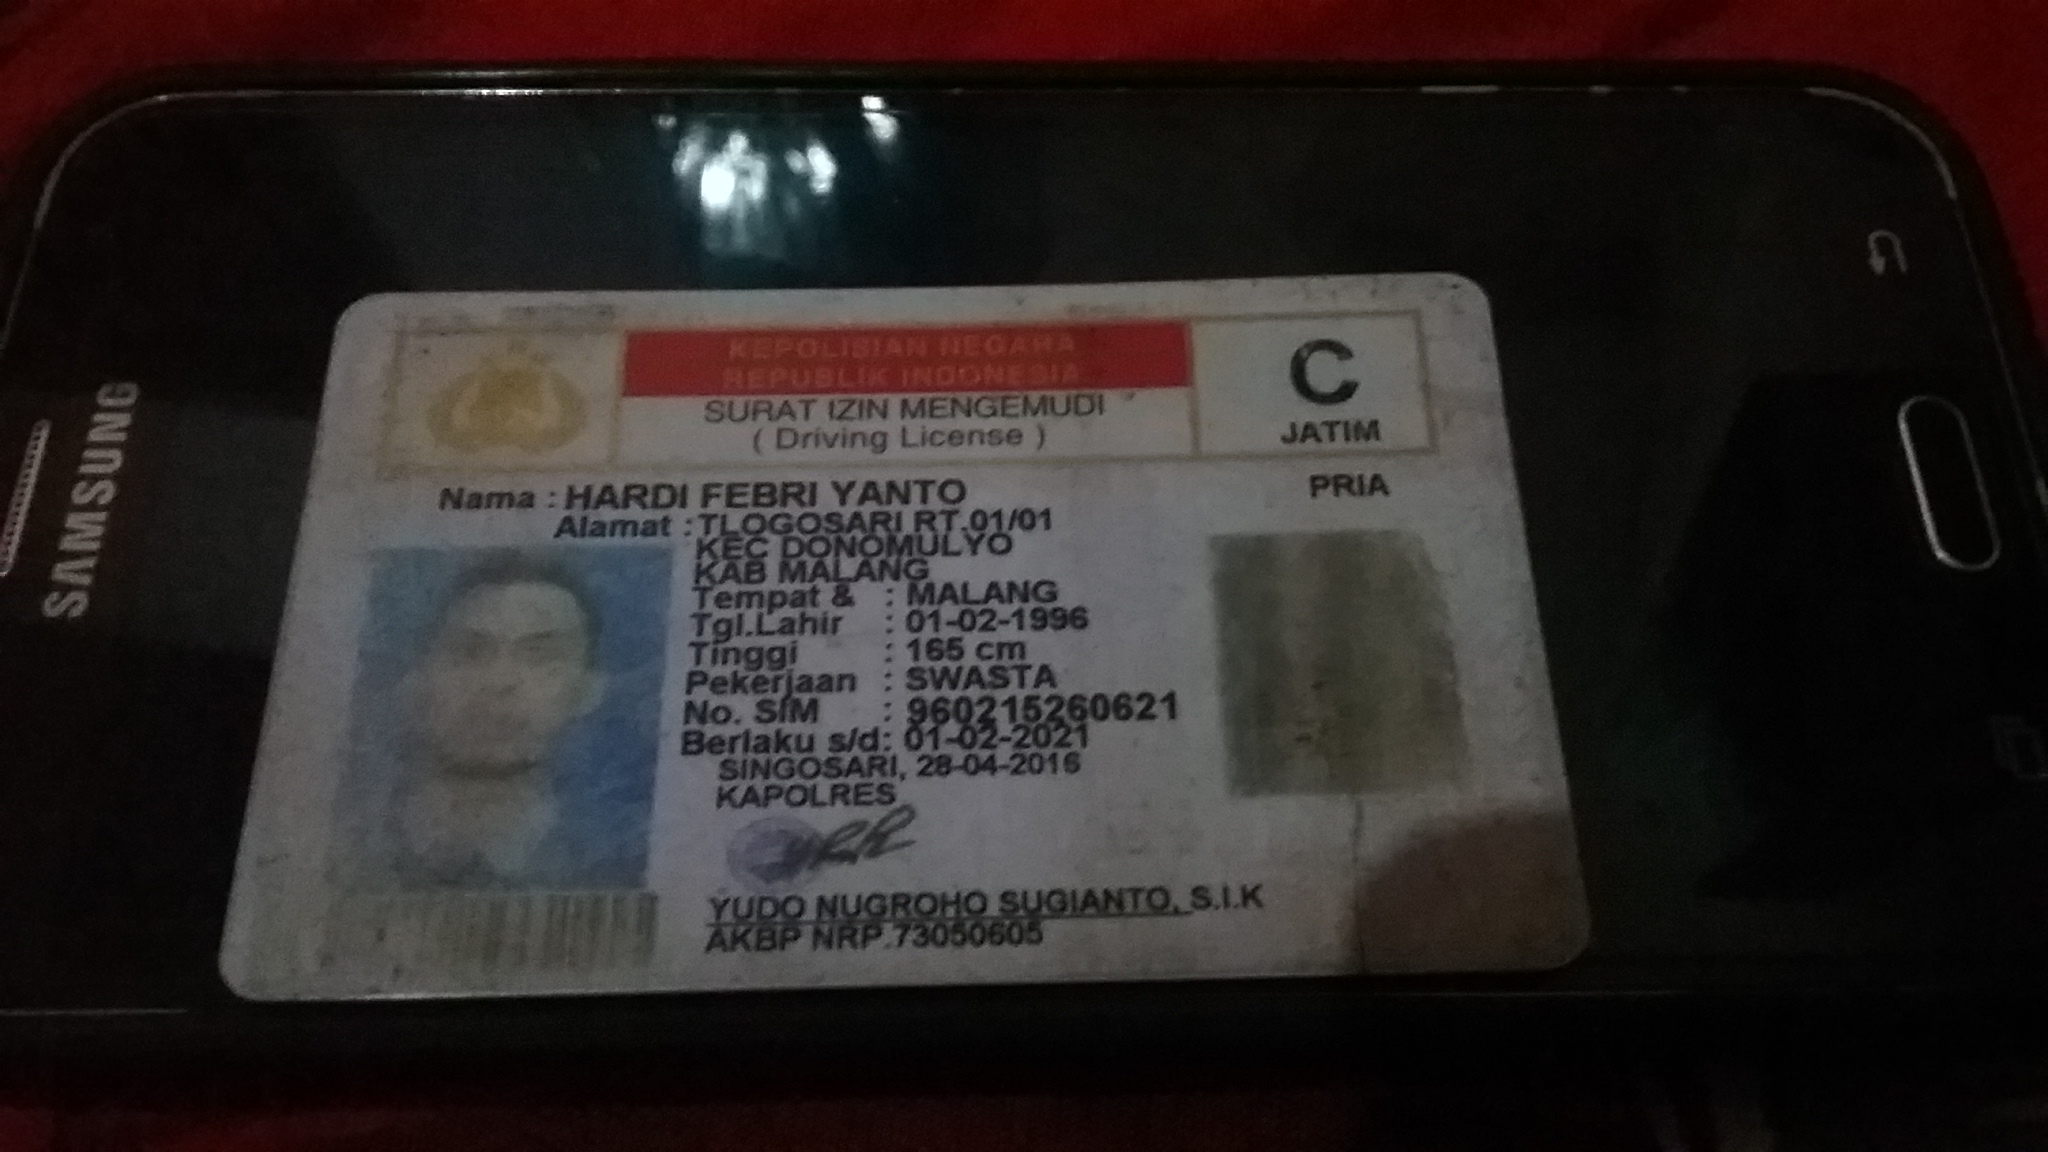 SAMSUNG
KEPOLISIAN NEGARA
REPUBLIK INDONESIA
SURAT IZIN MENGEMUDI
( Driving License )
C
JATIM
PRIA
Nama : HARDI FEBRI YANTO
Alamat : TLOGOSARI RT.01/01
KEC DONOMULYO
KAB MALANG
Tempat & : MALANG
Tgl.Lahir : 01-02-1996
Tinggi : 165 cm
Pekerjaan : SWASTA
No. SIM : 960215260621
Berlaku s/d: 01-02-2021
SINGOSARI, 28-04-2016
KAPOLRES
YUDO NUGROHO SUGIANTO, S.I.K
AKBP NRP.73050605